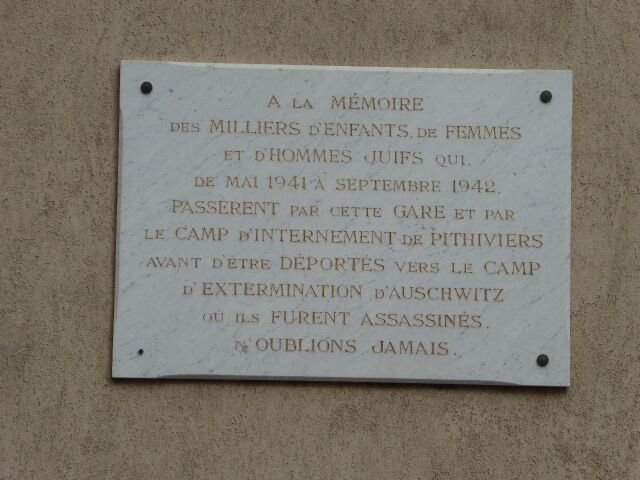 A LA MÉMOIRE
DES MILLIERS D'ENFANTS, DE FEMMES
ET D'HOMMES JUIFS QUI,
DE MAI 1941 À SEPTEMBRE 1942,
PASSÈRENT PAR CETTE GARE ET PAR
LE CAMP D'INTERNEMENT DE PITHIVIERS
AVANT D'ÊTRE DÉPORTÉS VERS LE CAMP
D'EXTERMINATION D'AUSCHWITZ
OÙ ILS FURENT ASSASSINÉS.
N'OUBLIONS JAMAIS.